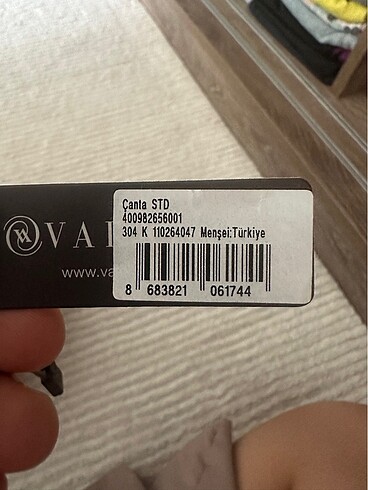 Çanta STD
400982656001
304 K 110264047 Menşei:Türkiye
VA
www.va
8 683821 061744